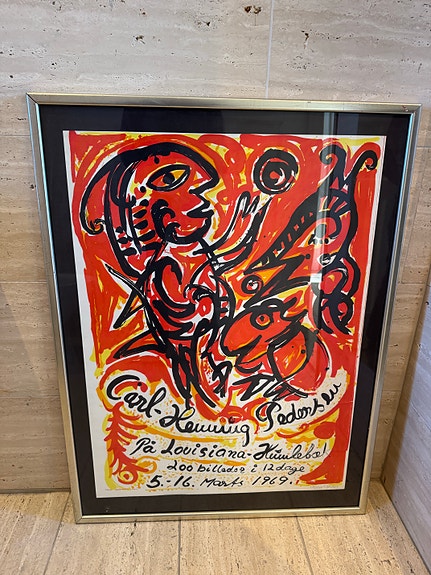 Carl-Henning Pedersen
På Louisiana-Humlebæk
200 billeder i 12 dage
5-16. Marts 1969.